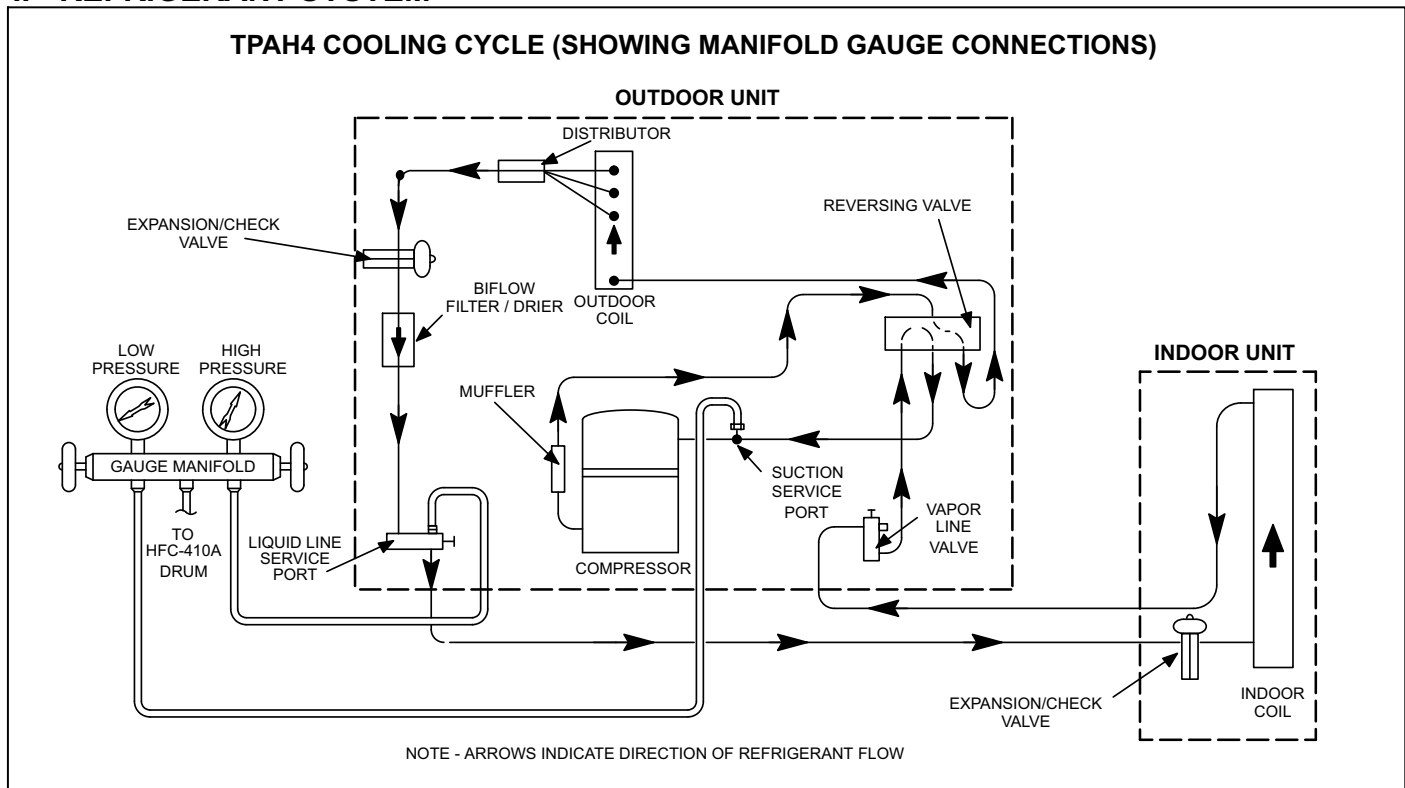 TPAH4 COOLING CYCLE (SHOWING MANIFOLD GAUGE CONNECTIONS)
OUTDOOR UNIT
DISTRIBUTOR
REVERSING VALVE
EXPANSION/CHECK
VALVE
BIFLOW
FILTER / DRIER
OUTDOOR
COIL
LOW
PRESSURE
HIGH
PRESSURE
INDOOR UNIT
MUFFLER
GAUGE MANIFOLD
SUCTION
SERVICE
PORT
VAPOR
LINE
VALVE
TO
HFC-410A
DRUM
LIQUID LINE
SERVICE
PORT
COMPRESSOR
EXPANSION/CHECK
VALVE
INDOOR
COIL
NOTE - ARROWS INDICATE DIRECTION OF REFRIGERANT FLOW